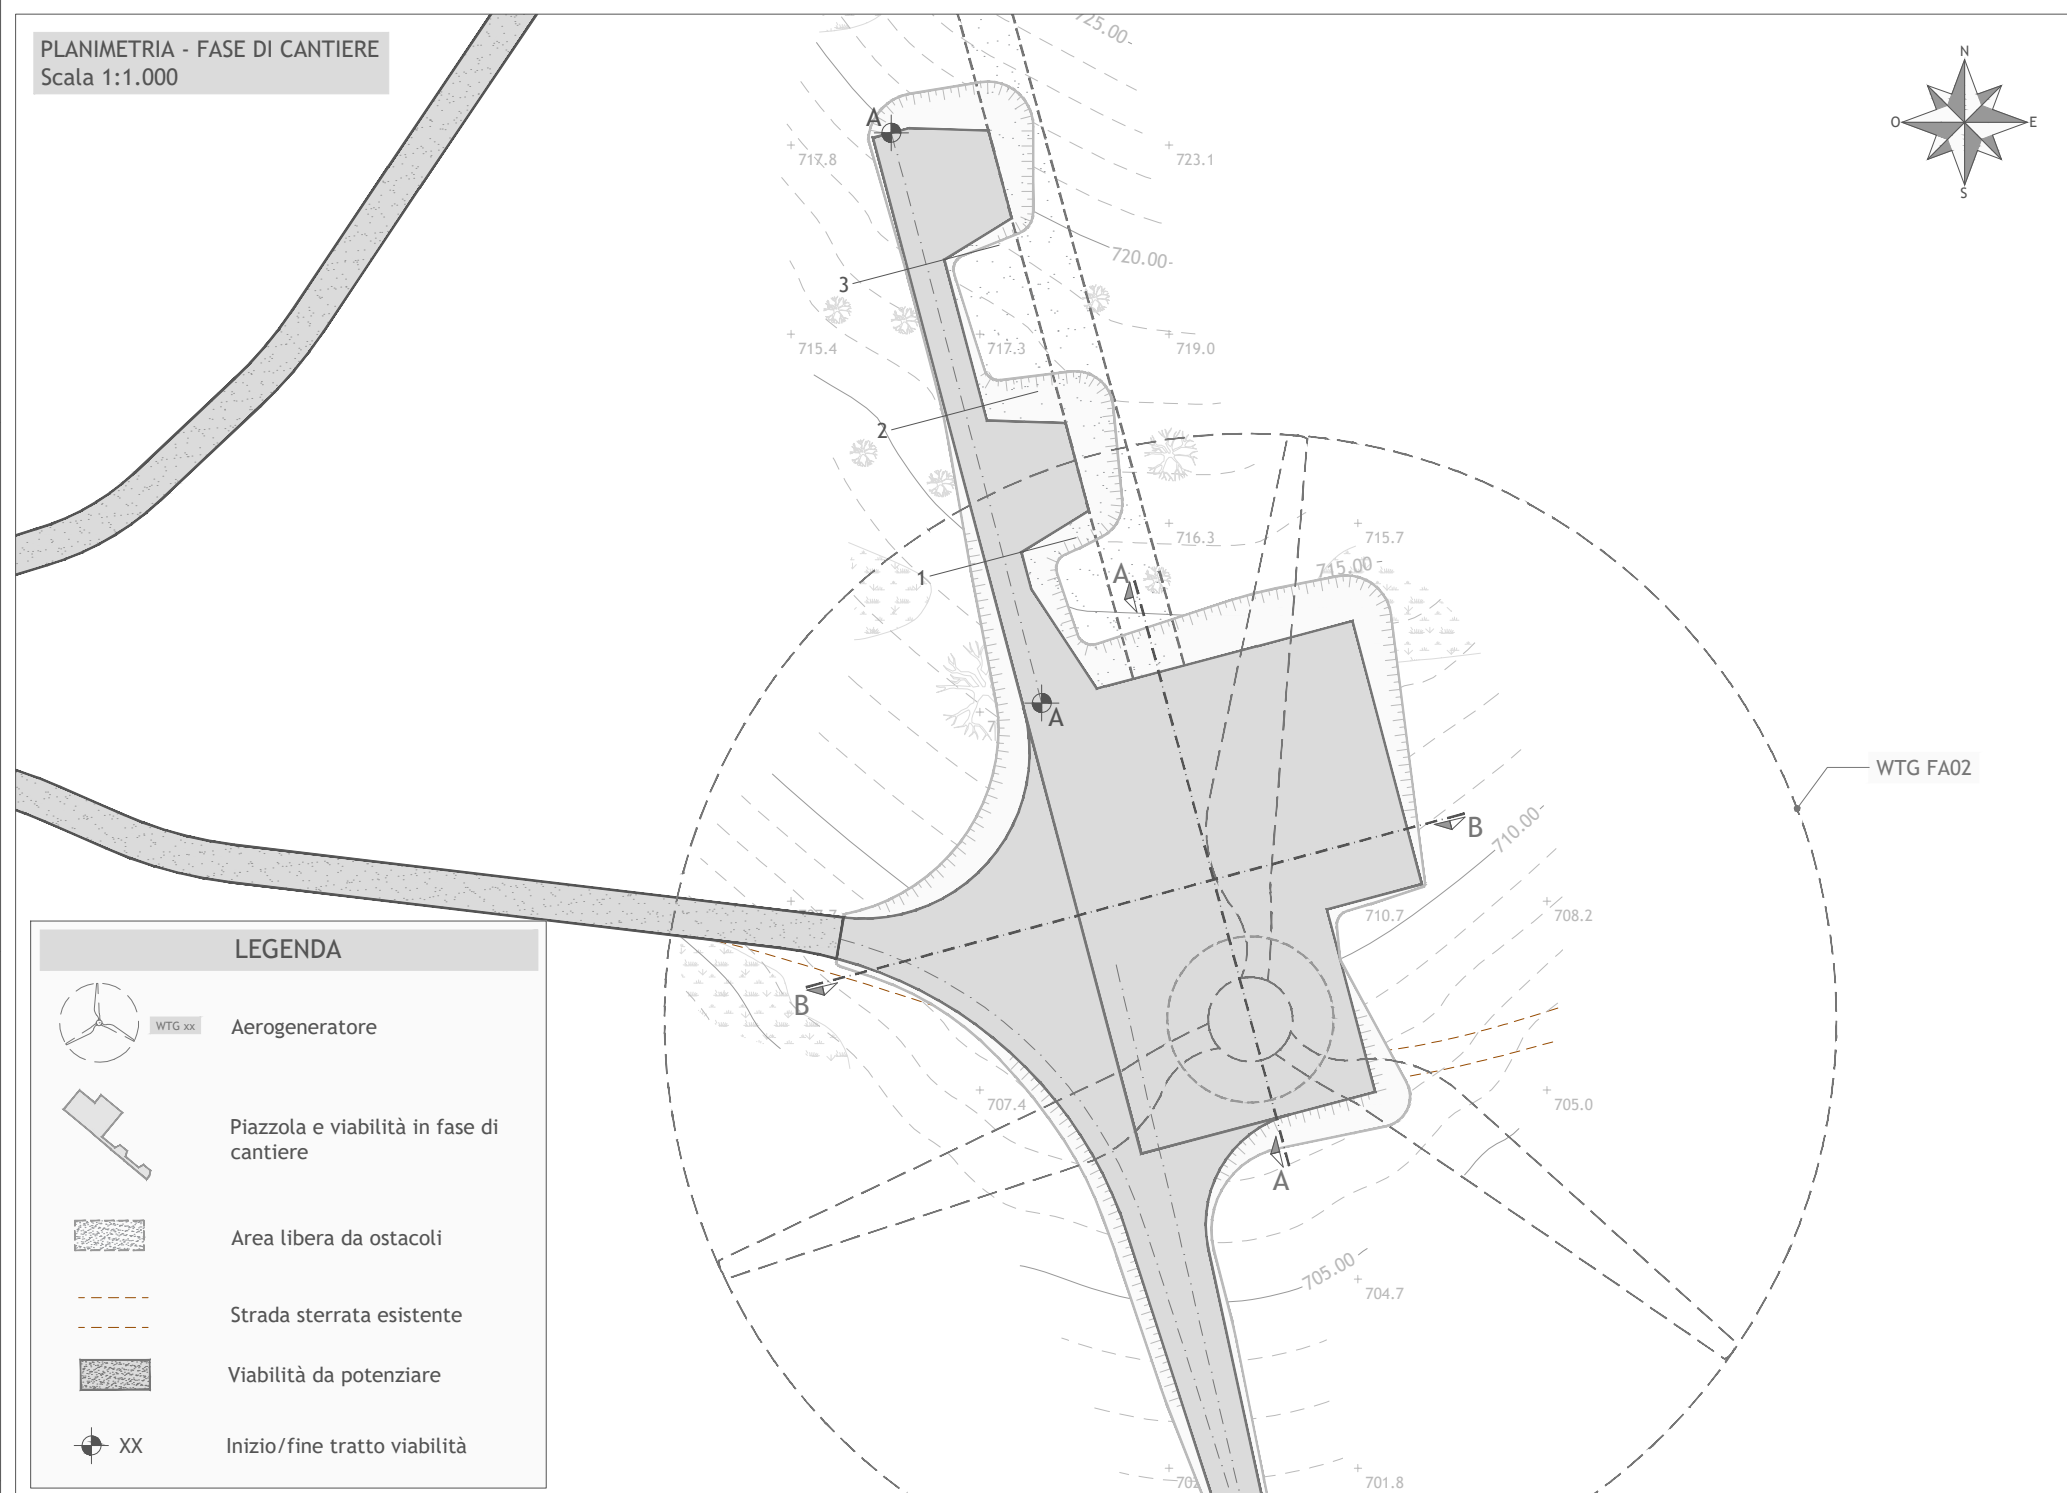 PLANIMETRIA - FASE DI CANTIERE
Scala 1:1.000
N
O
E
S
725.00-
A
717.8
723.1
720.00-
3
715.4
717.3
719.0
2
716.3
715.7
1
A
715.00-
A
WTG FA02
710.00-
B
710.7
708.2
B
707.4
705.0
A
705.00-
704.7
701.8
LEGENDA
WTG xx
Aerogeneratore
Piazzola e viabilità in fase di
cantiere
Area libera da ostacoli
Strada sterrata esistente
Viabilità da potenziare
XX
Inizio/fine tratto viabilità